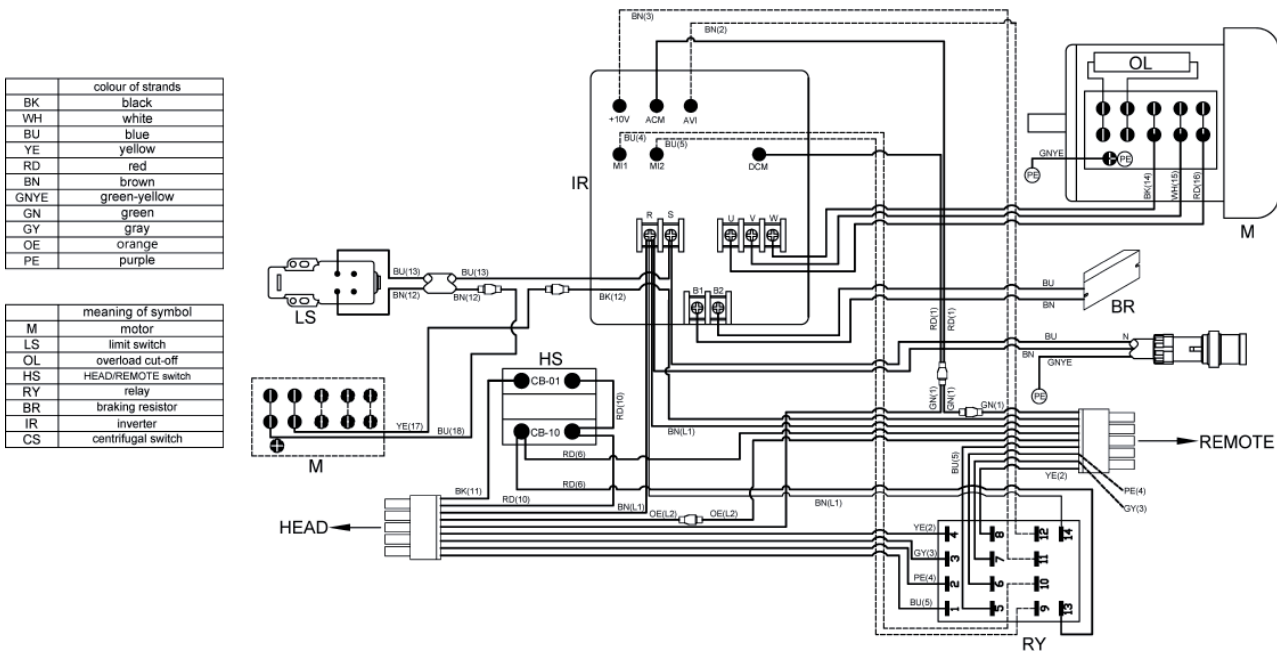 BN(3)
BN(2)
+10V
ACM
AVI
BU(4)
BU(5)
MI1
MI2
DCM
IR
R
S
U
V
W
B1
B2
OL
GNYE
PE
PE
BK(14)
WH(15)
RD(16)
M
colour of strands
BK black
WH white
BU blue
YE yellow
RD red
BN brown
GNYE green-yellow
GN green
GY gray
OE orange
PE purple
BU(13)
BU(13)
BN(12)
BN(12)
BK(12)
LS
BU
BN
BR
RD(1)
RD(1)
BU
N
BN
GNYE
PE
meaning of symbol
M motor
LS limit switch
OL overload cut-off
HS HEAD/REMOTE switch
RY relay
BR braking resistor
IR inverter
CS centrifugal switch
HS
CB-01
CB-10
RD(10)
YE(17)
BU(18)
M
GN(1)
GN(1)
GN(1)
BN(L1)
RD(6)
RD(6)
REMOTE
BU(5)
YE(2)
PE(4)
GY(3)
BK(11)
RD(10)
BN(L1)
BN(L1)
OE(L2)
OE(L2)
HEAD
YE(2)
GY(3)
PE(4)
BU(5)
4
8
12
14
3
7
11
2
6
10
1
5
9
13
RY